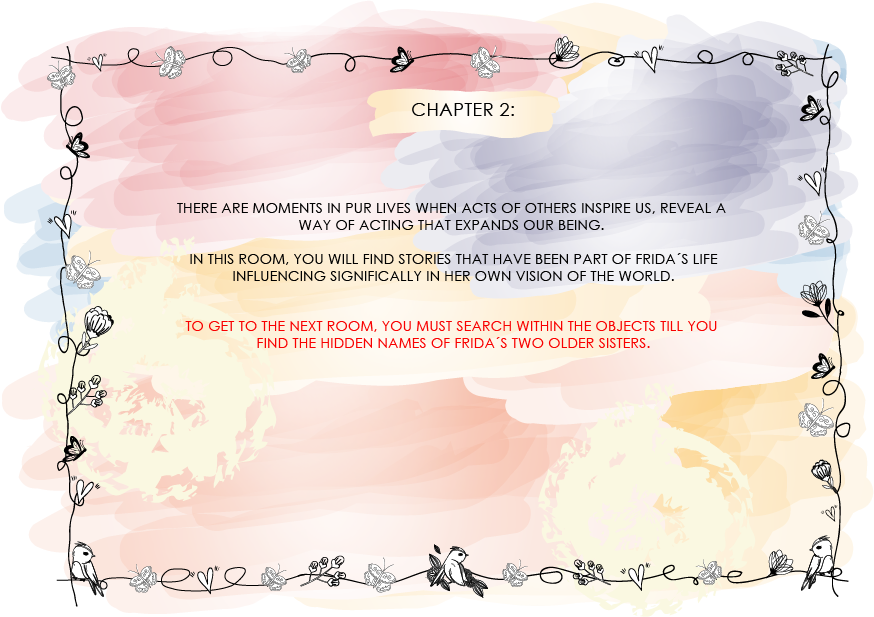 CHAPTER 2:
THERE ARE MOMENTS IN PUR LIVES WHEN ACTS OF OTHERS INSPIRE US, REVEAL A
WAY OF ACTING THAT EXPANDS OUR BEING.
IN THIS ROOM, YOU WILL FIND STORIES THAT HAVE BEEN PART OF FRIDA´S LIFE
INFLUENCING SIGNIFICALLY IN HER OWN VISION OF THE WORLD.
TO GET TO THE NEXT ROOM, YOU MUST SEARCH WITHIN THE OBJECTS TILL YOU
FIND THE HIDDEN NAMES OF FRIDA´S TWO OLDER SISTERS.